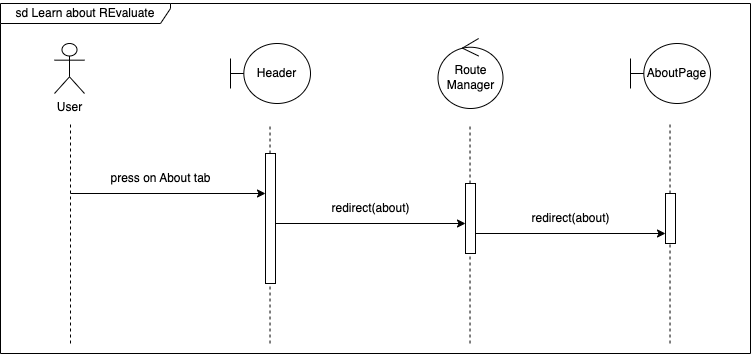 sd Learn about REvaluate
Header
Route
Manager
AboutPage
User
press on About tab
redirect(about)
redirect(about)